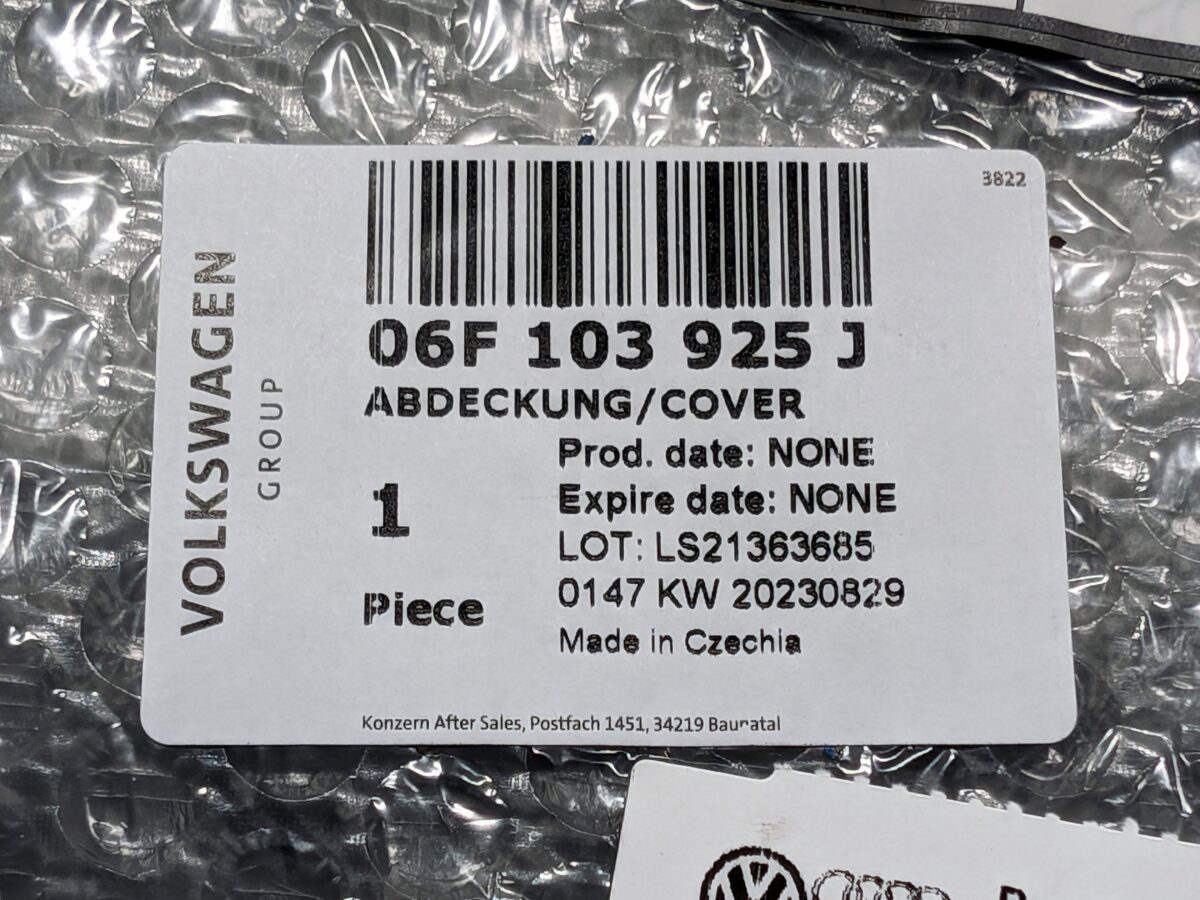 3822
VOLKSWAGEN
GROUP
06F 103 925 J
ABDECKUNG/COVER
Prod. date: NONE
Expire date: NONE
1
LOT: LS21363685
0147 KW 20230829
Piece
Made in Czechia
Konzern After Sales, Postfach 1451, 34219 Baunatal